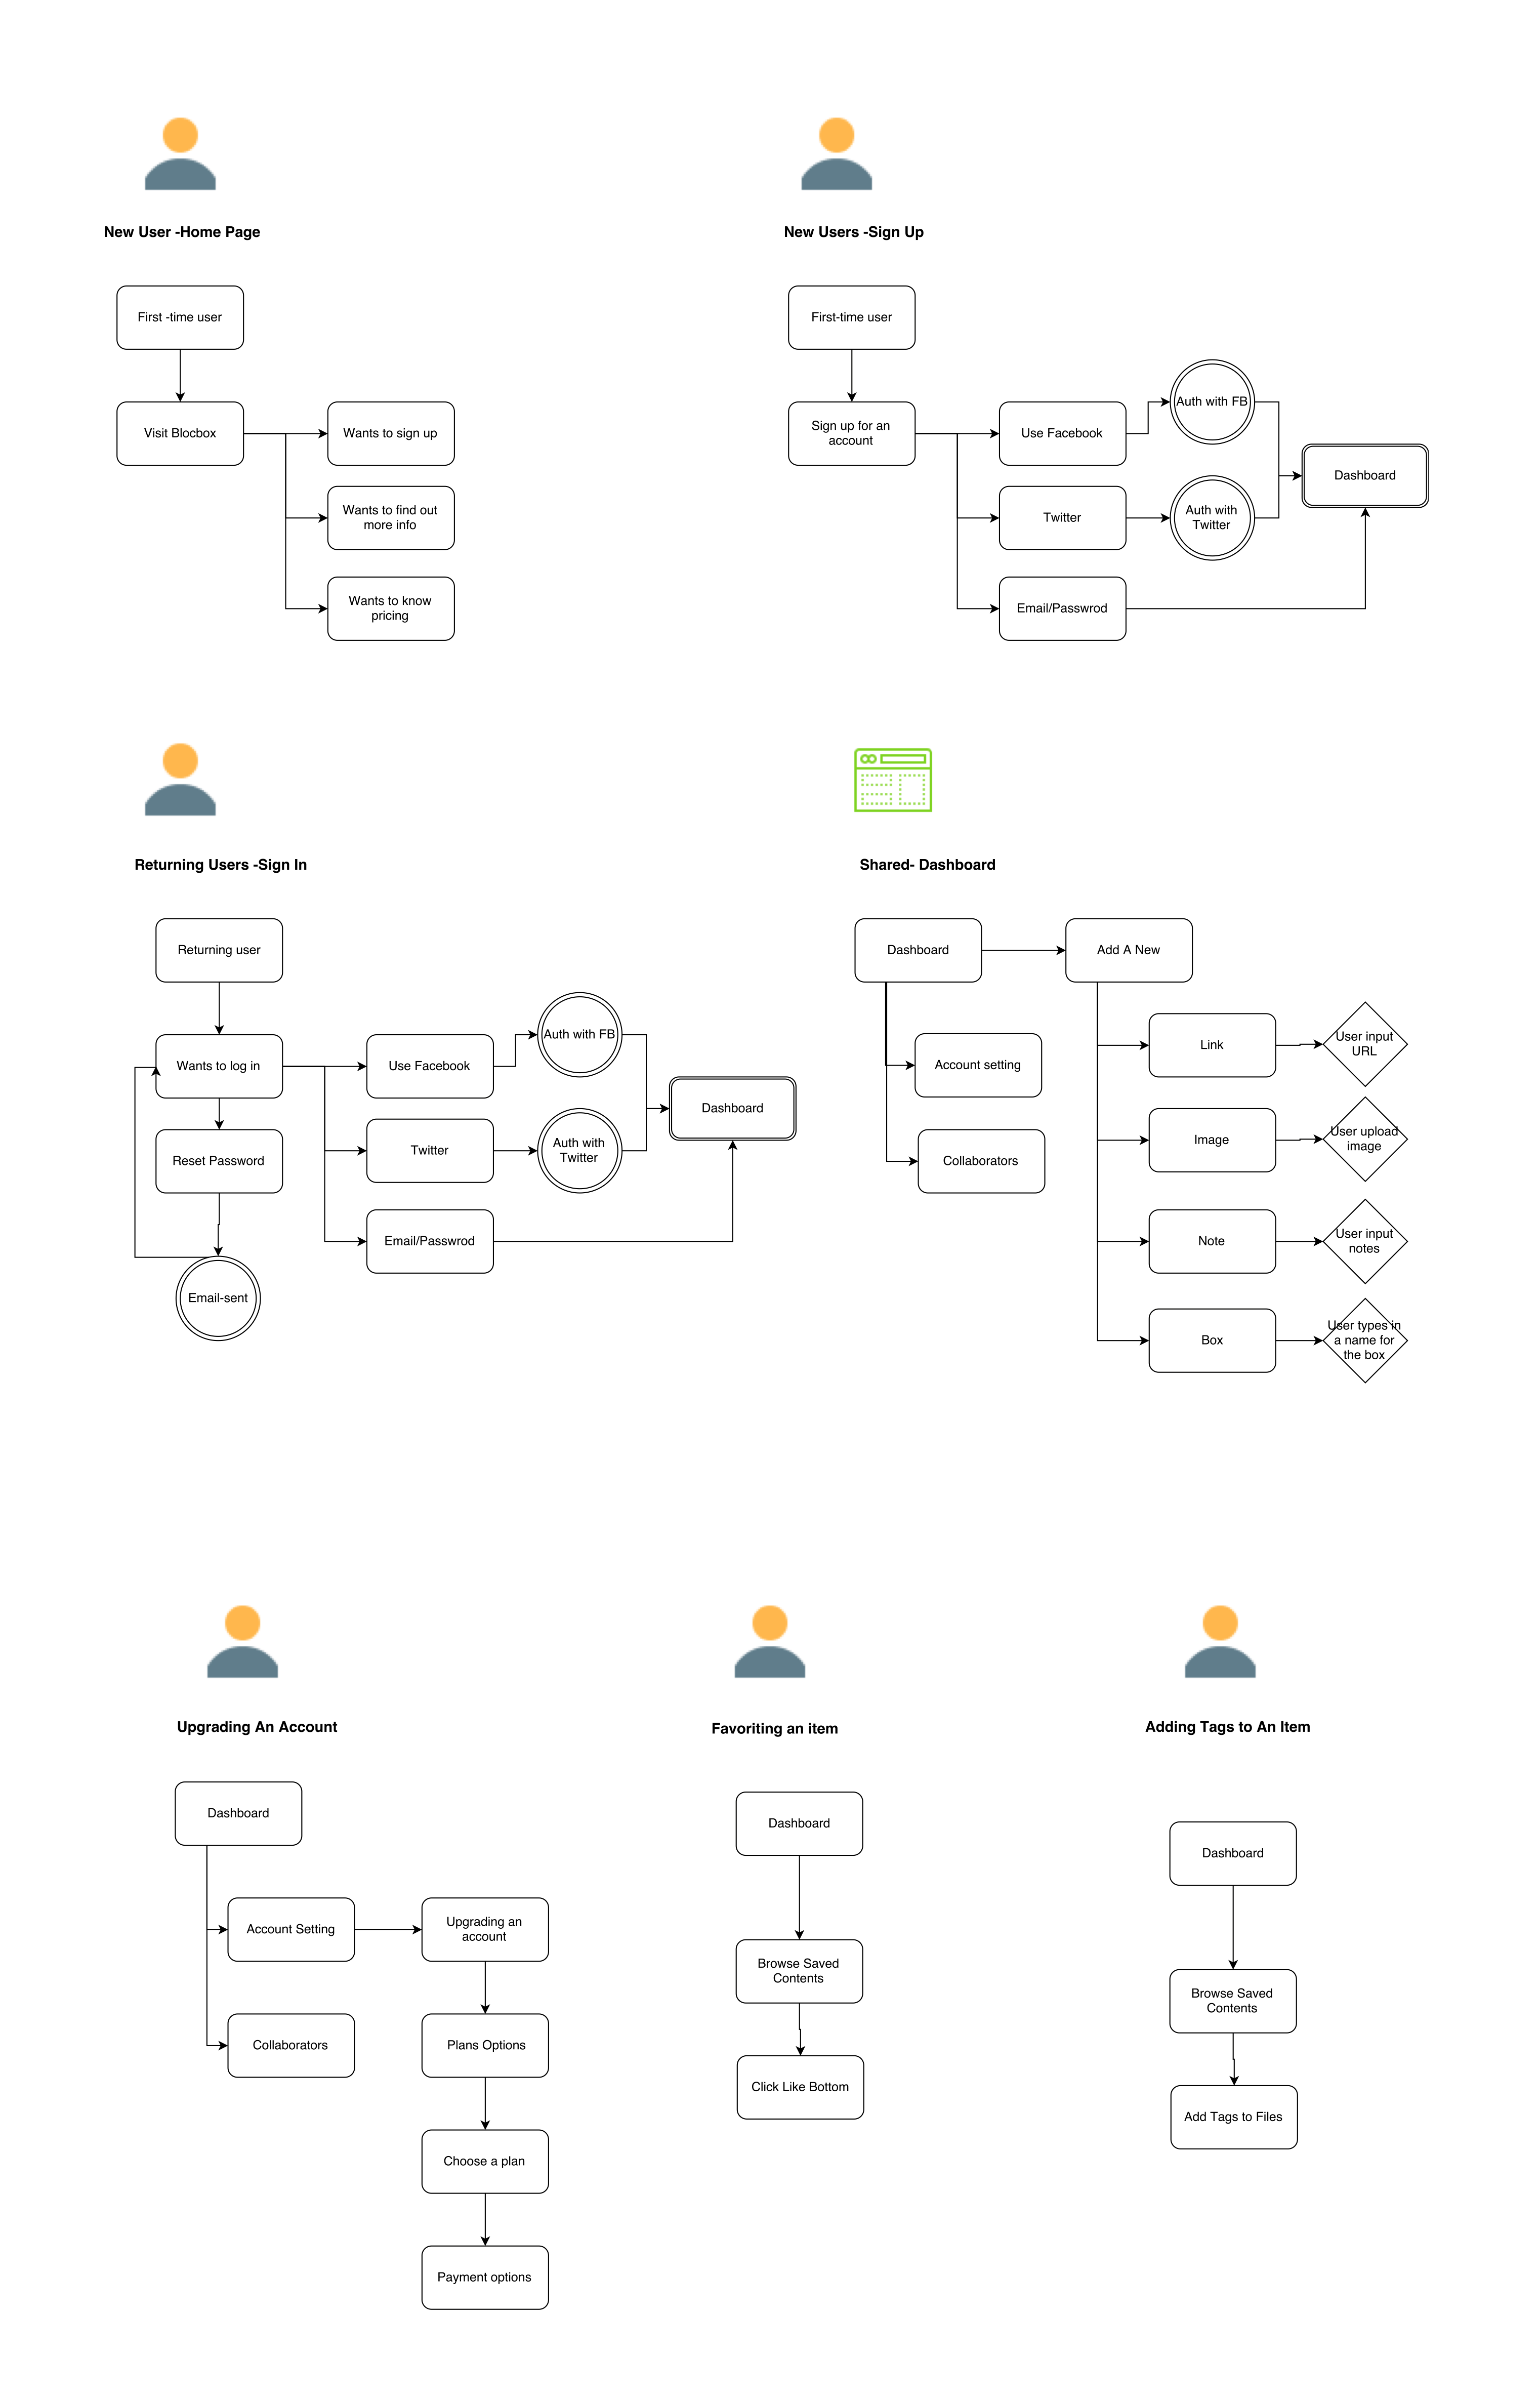 New User -Home Page
First -time user
Visit Blocbox
Wants to sign up
Wants to find out
more info
Wants to know
pricing
New Users -Sign Up
First-time user
Sign up for an
account
Use Facebook
Auth with FB
Twitter
Auth with
Twitter
Dashboard
Email/Passwrod
Returning Users -Sign In
Returning user
Wants to log in
Reset Password
Email-sent
Use Facebook
Auth with FB
Twitter
Auth with
Twitter
Dashboard
Email/Passwrod
Shared- Dashboard
Dashboard
Add A New
Account setting
Collaborators
Link
User input
URL
Image
User upload
image
Note
User input
notes
Box
User types in
a name for
the box
Upgrading An Account
Dashboard
Account Setting
Upgrading an
account
Collaborators
Plans Options
Choose a plan
Payment options
Favoriting an item
Dashboard
Browse Saved
Contents
Click Like Bottom
Adding Tags to An Item
Dashboard
Browse Saved
Contents
Add Tags to Files